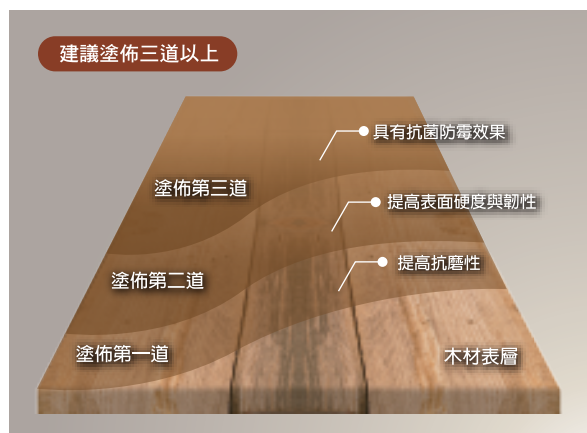 建議塗佈三道以上
具有抗菌防霉效果
塗佈第三道
提高表面硬度與韌性
塗佈第二道
提高抗磨性
塗佈第一道
木材表層